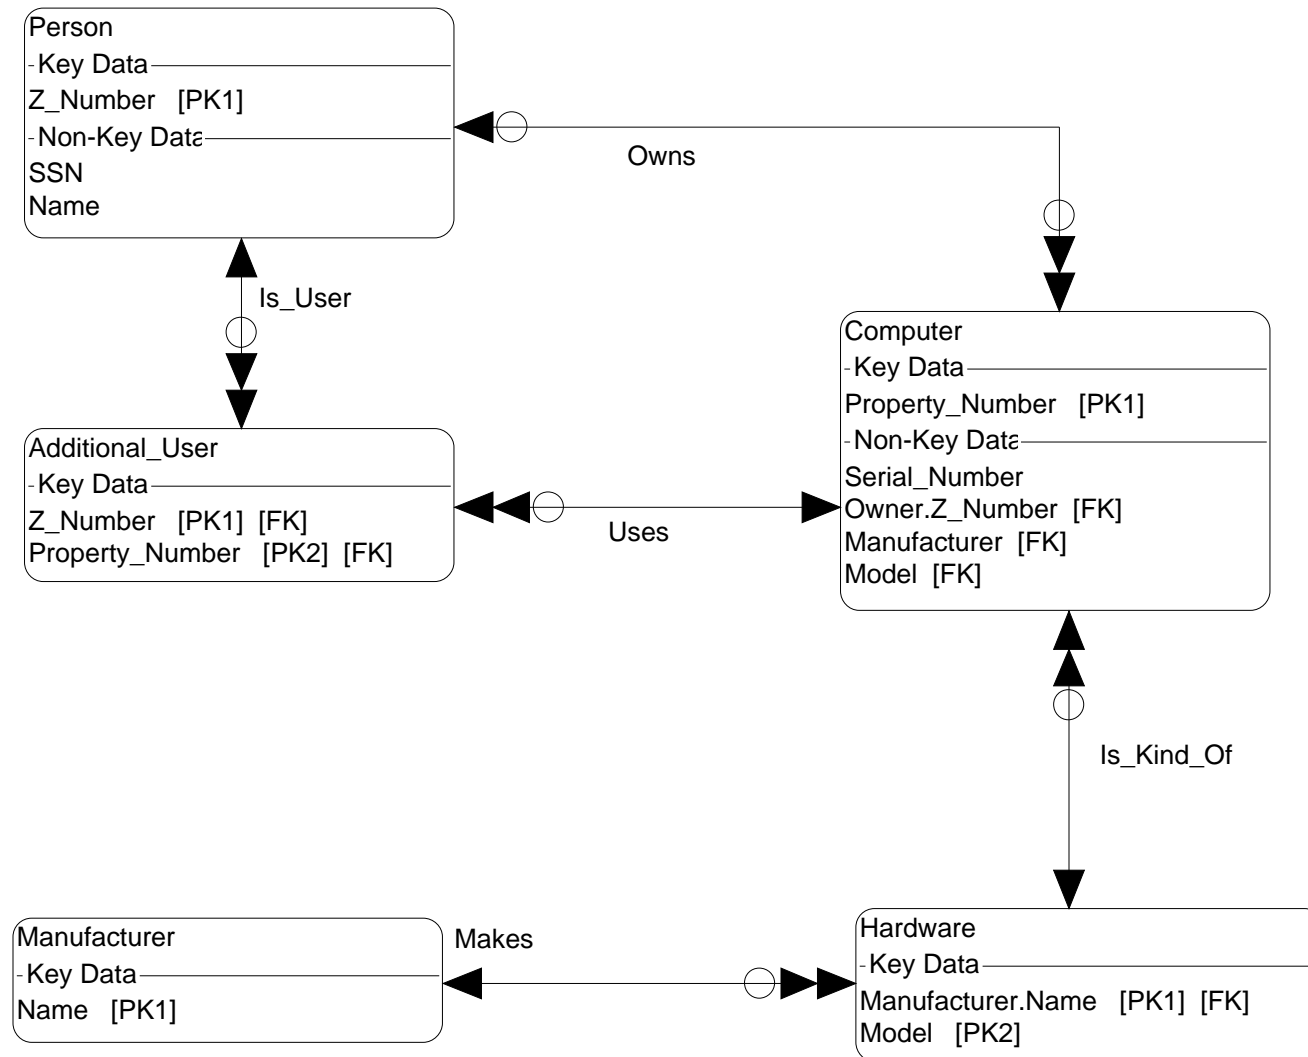 Person
Key Data
Z_Number [PK1]
Non-Key Data
SSN
Name
Owns
Is_User
Computer
Key Data
Property_Number [PK1]
Non-Key Data
Serial_Number
Owner.Z_Number [FK]
Manufacturer [FK]
Model [FK]
Additional_User
Key Data
Z_Number [PK1] [FK]
Property_Number [PK2] [FK]
Uses
Is_Kind_Of
Manufacturer
Key Data
Name [PK1]
Makes
Hardware
Key Data
Manufacturer.Name [PK1] [FK]
Model [PK2]